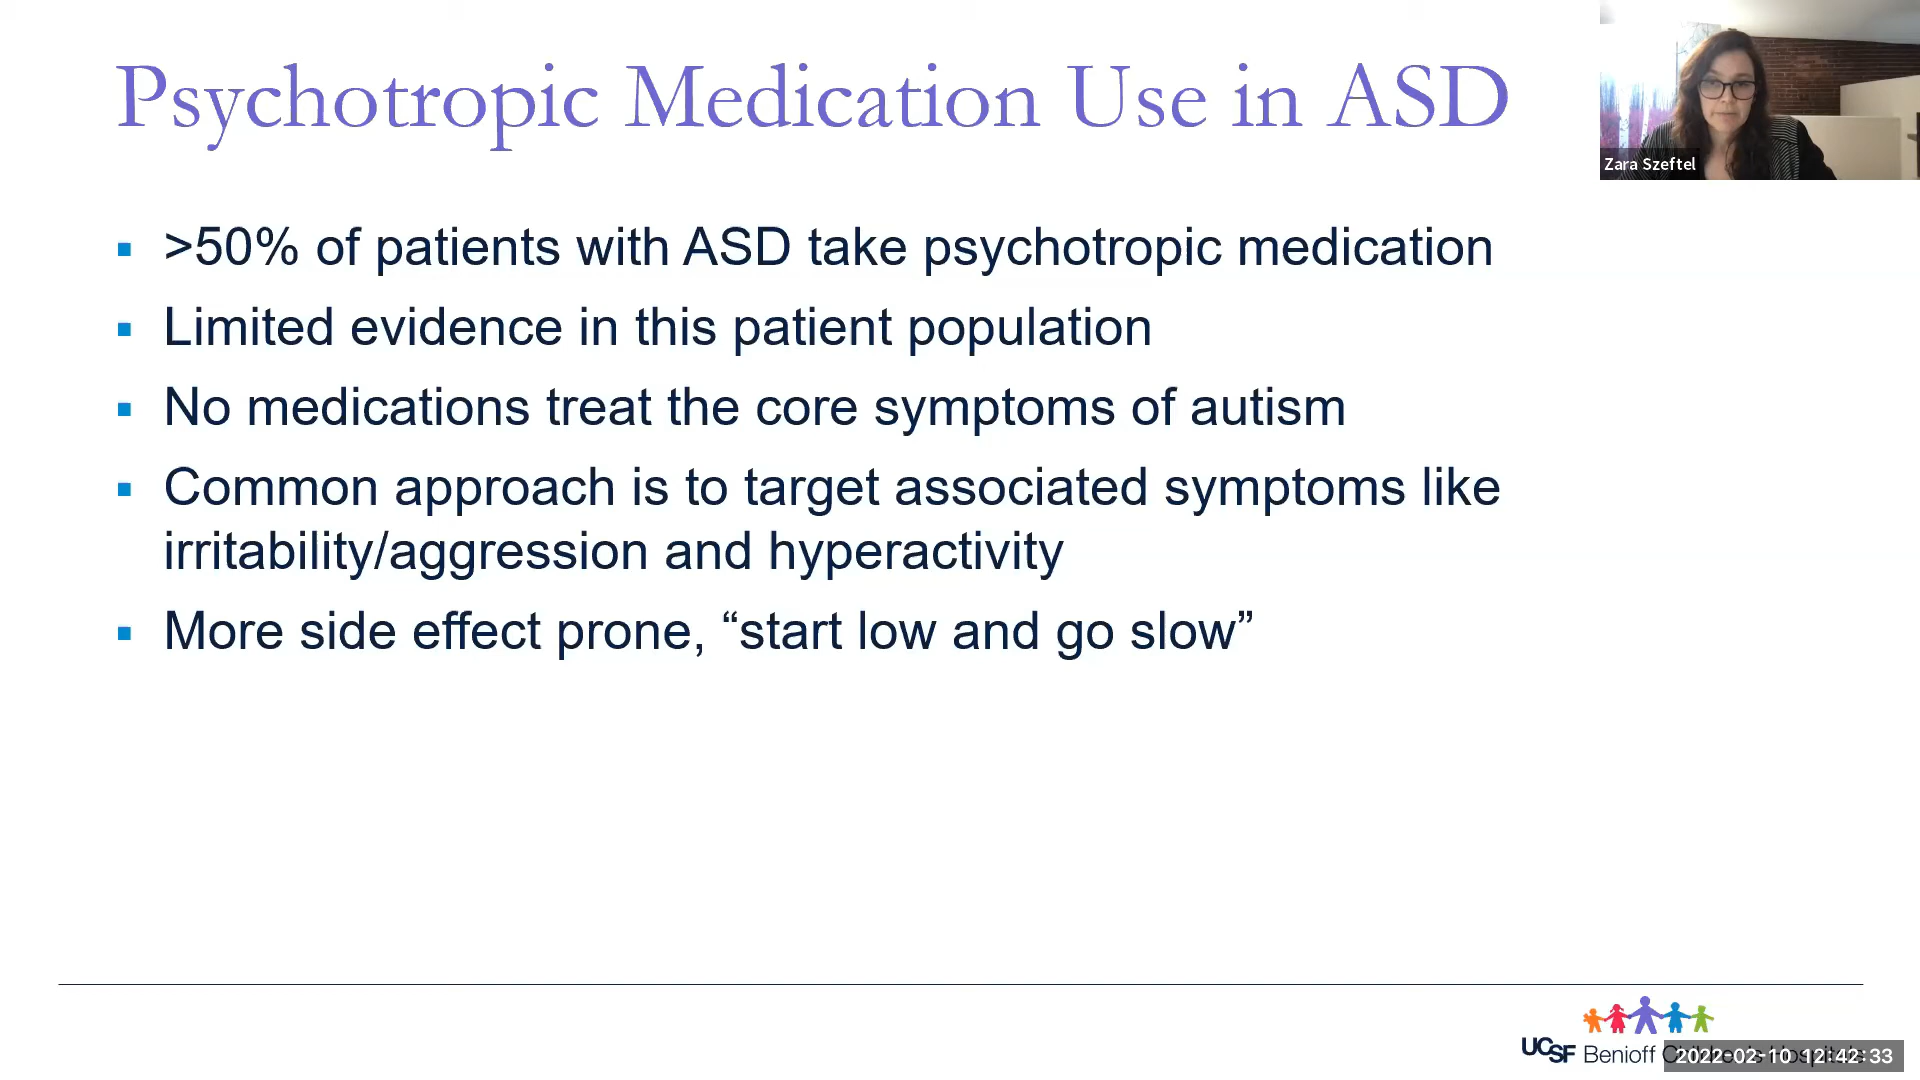 Psychotropic Medication Use in ASD
Zara Szeftel
▪ >50% of patients with ASD take psychotropic medication
▪ Limited evidence in this patient population
▪ No medications treat the core symptoms of autism
▪ Common approach is to target associated symptoms like
irritability/aggression and hyperactivity
▪ More side effect prone, “start low and go slow”
UCSF Benioff Children's Hospitals
2022-02-10 12:42:33